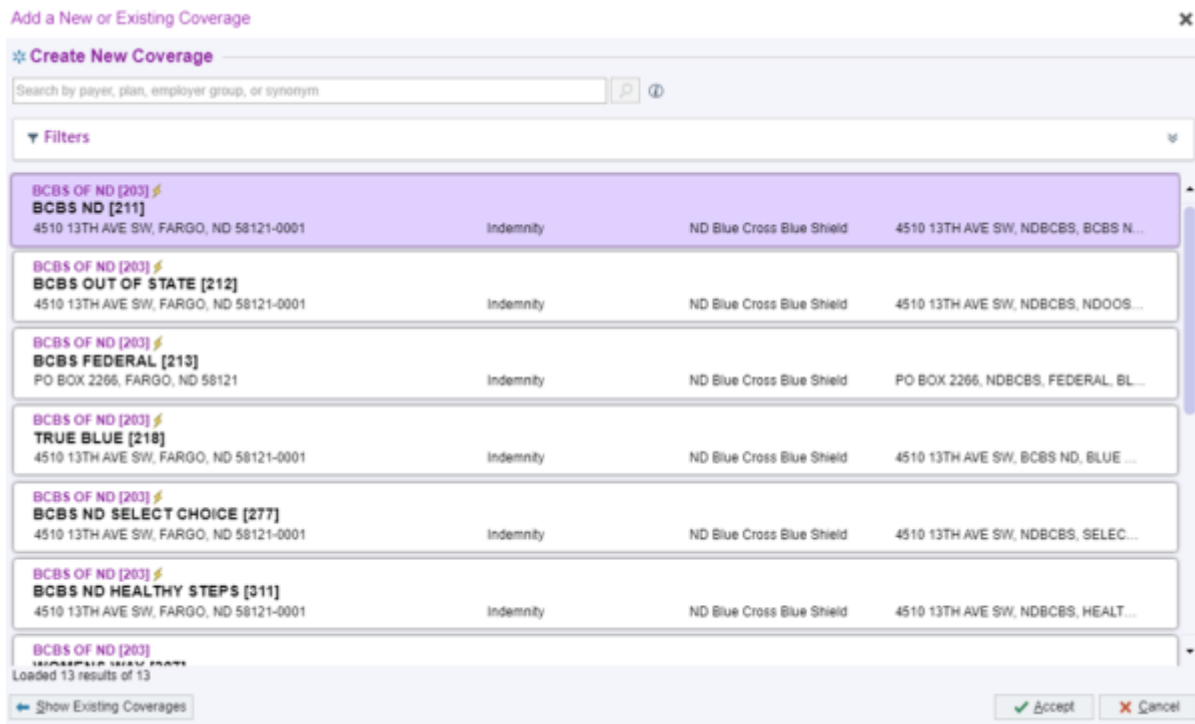 Add a New or Existing Coverage
Create New Coverage
Search by payer, plan, employer group, or synonym
Filters
BCBS OF ND [203]
BCBS ND [211]
4510 13TH AVE SW, FARGO, ND 58121-0001 Indemnity ND Blue Cross Blue Shield 4510 13TH AVE SW, NDBCBS, BCBS N...
BCBS OF ND [203]
BCBS OUT OF STATE [212]
4510 13TH AVE SW, FARGO, ND 58121-0001 Indemnity ND Blue Cross Blue Shield 4510 13TH AVE SW, NDBCBS, NDOOS...
BCBS OF ND [203]
BCBS FEDERAL [213]
PO BOX 2266, FARGO, ND 58121 Indemnity ND Blue Cross Blue Shield PO BOX 2266, NDBCBS, FEDERAL, BL...
BCBS OF ND [203]
TRUE BLUE [218]
4510 13TH AVE SW, FARGO, ND 58121-0001 Indemnity ND Blue Cross Blue Shield 4510 13TH AVE SW, BCBS ND, BLUE ...
BCBS OF ND [203]
BCBS ND SELECT CHOICE [277]
4510 13TH AVE SW, FARGO, ND 58121-0001 Indemnity ND Blue Cross Blue Shield 4510 13TH AVE SW, NDBCBS, SELEC...
BCBS OF ND [203]
BCBS ND HEALTHY STEPS [311]
4510 13TH AVE SW, FARGO, ND 58121-0001 Indemnity ND Blue Cross Blue Shield 4510 13TH AVE SW, NDBCBS, HEALT...
BCBS OF ND [203]
WOMENS WAY
Loaded 13 results of 13
Show Existing Coverages Accept Cancel